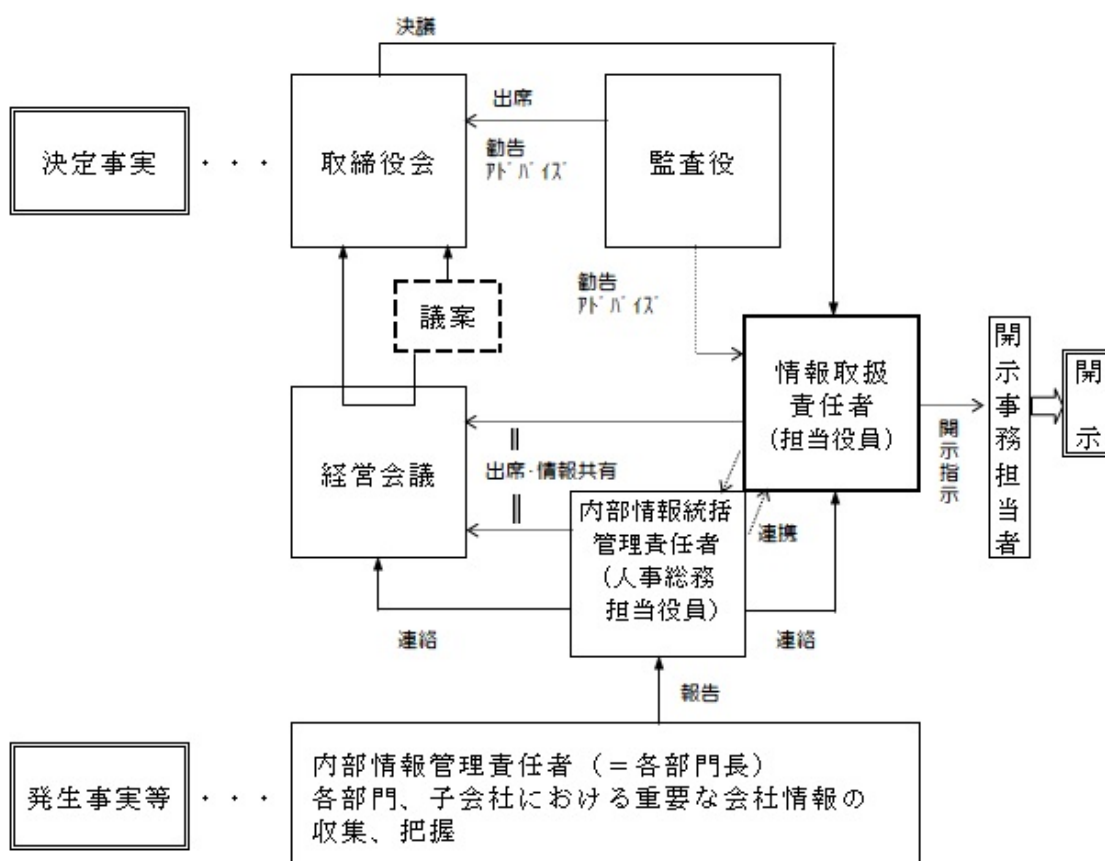 決議
決定事実
・・・
取締役会
出席
勧告
ｱﾄﾞﾊﾞｲｽﾞ
監査役
勧告
ｱﾄﾞﾊﾞｲｽﾞ
議案
情報取扱
責任者
(担当役員)
開示指示
開示事務担当者
開示
経営会議
出席・情報共有
内部情報統括
管理責任者
(人事総務
担当役員)
連携
連絡
連絡
報告
発生事実等
・・・
内部情報管理責任者（＝各部門長）
各部門、子会社における重要な会社情報の
収集、把握